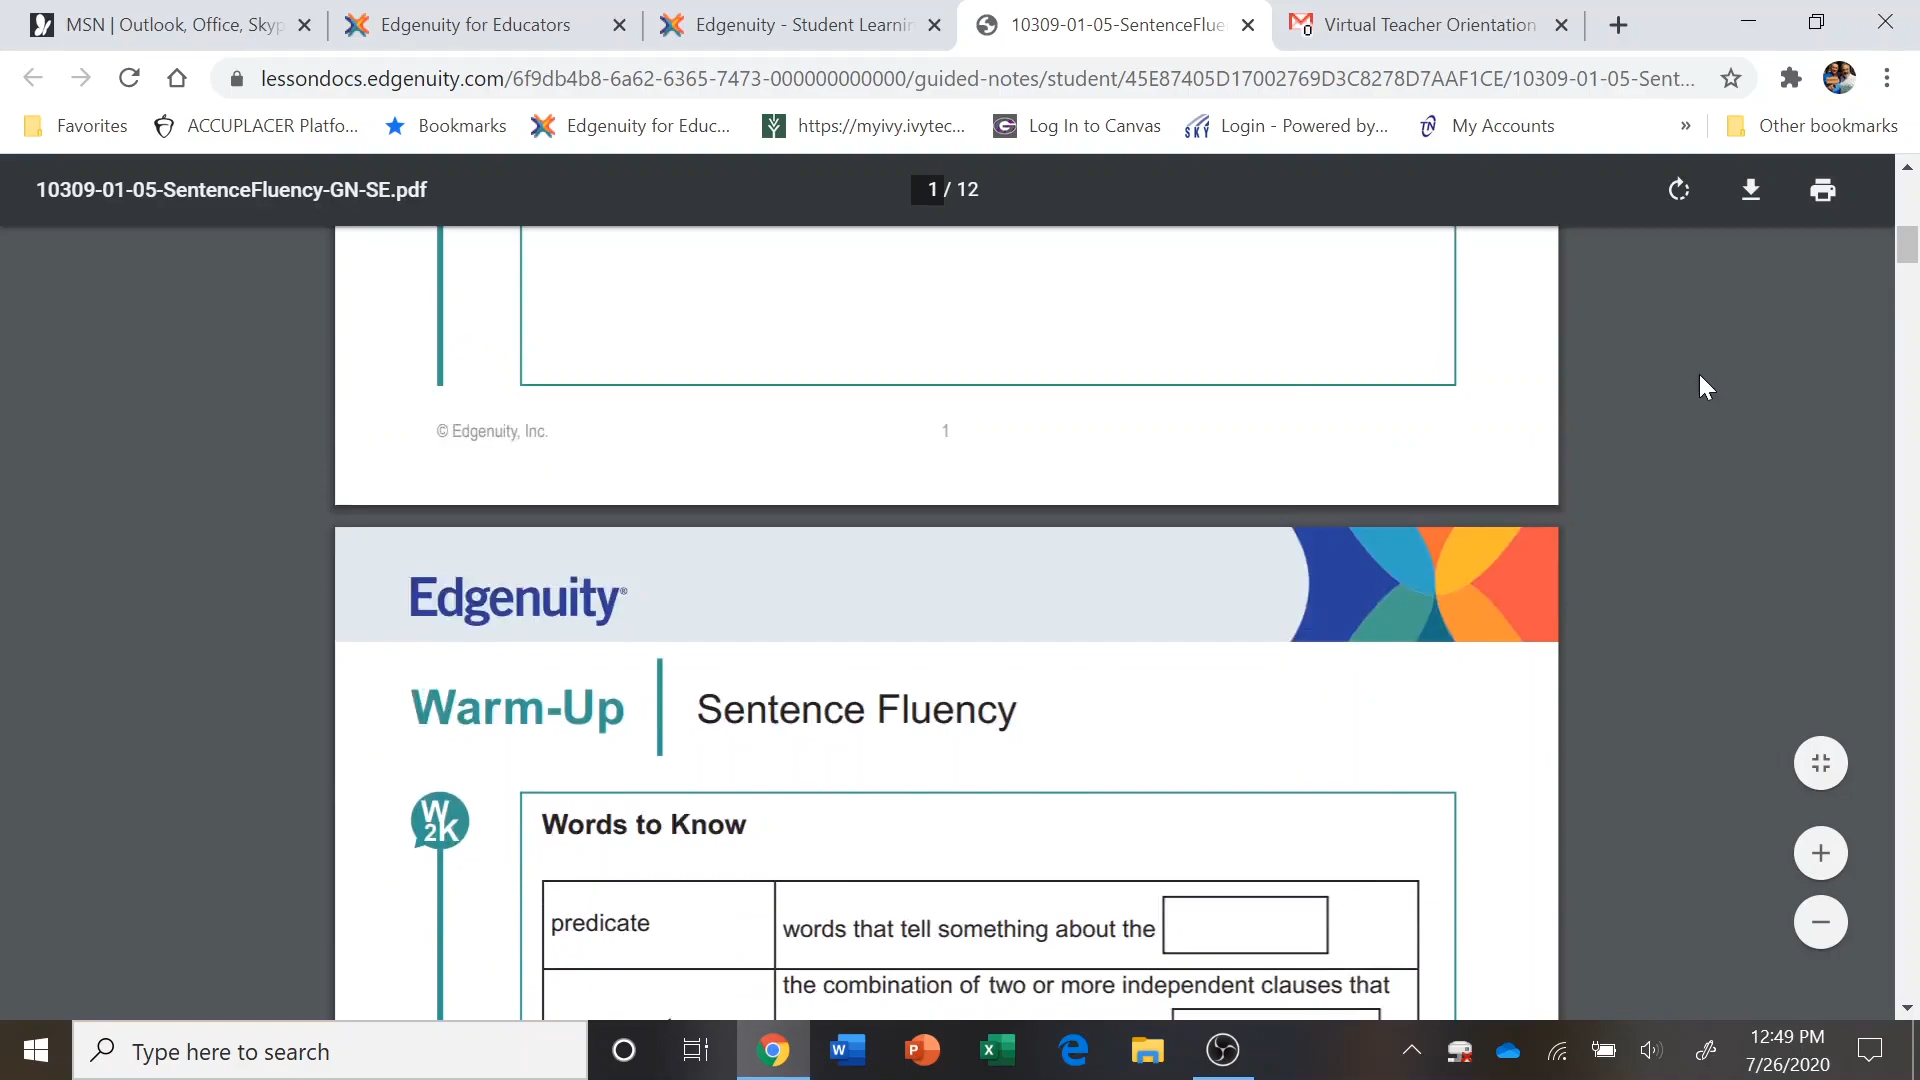 MSN | Outlook, Office, Skyp
Edgenuity for Educators
Edgenuity - Student Learnin
10309-01-05-SentenceFlue
Virtual Teacher Orientation
lessondocs.edgenuity.com/6f9db4b8-6a62-6365-7473-000000000000/guided-notes/student/45E87405D17002769D3C8278D7AAF1CE/10309-01-05-Sent...
Favorites
ACCUPLACER Platfo...
Bookmarks
Edgenuity for Educ...
https://myivy.ivytec...
Log In to Canvas
SKY
Login - Powered by...
My Accounts
»
Other bookmarks
10309-01-05-SentenceFluency-GN-SE.pdf
1 / 12
© Edgenuity, Inc.
1
Edgenuity®
Warm-Up
Sentence Fluency
W
2K
Words to Know
predicate
words that tell something about the
the combination of two or more independent clauses that
Type here to search
12:49 PM
7/26/2020